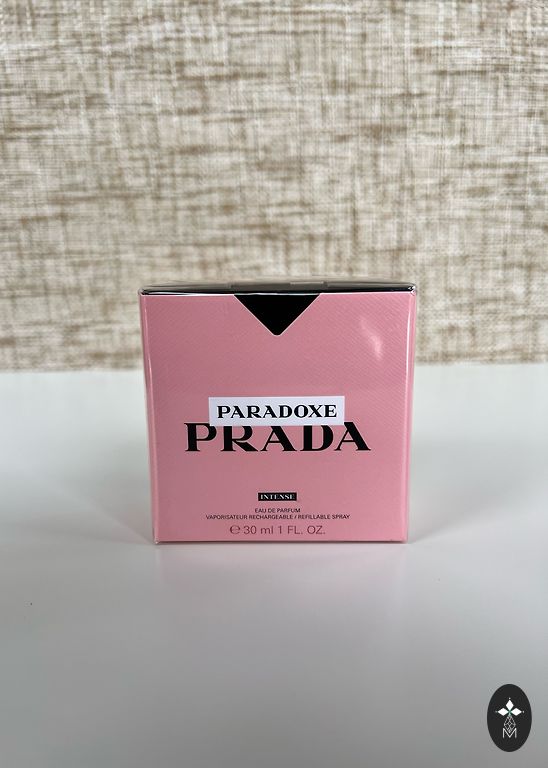 PARADOXE
PRADA
INTENSE
EAU DE PARFUM
VAPORISATEUR RECHARGEABLE / REFILLABLE SPRAY
℮ 30 ml 1 FL. OZ.
M